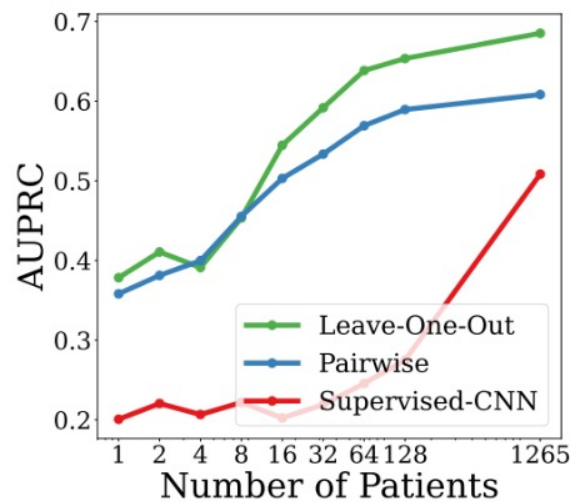 0.7
0.6
0.5
0.4
0.3
0.2
AUPRC
Leave-One-Out
Pairwise
Supervised-CNN
1 2 4 8 16 32 64 128 1265
Number of Patients